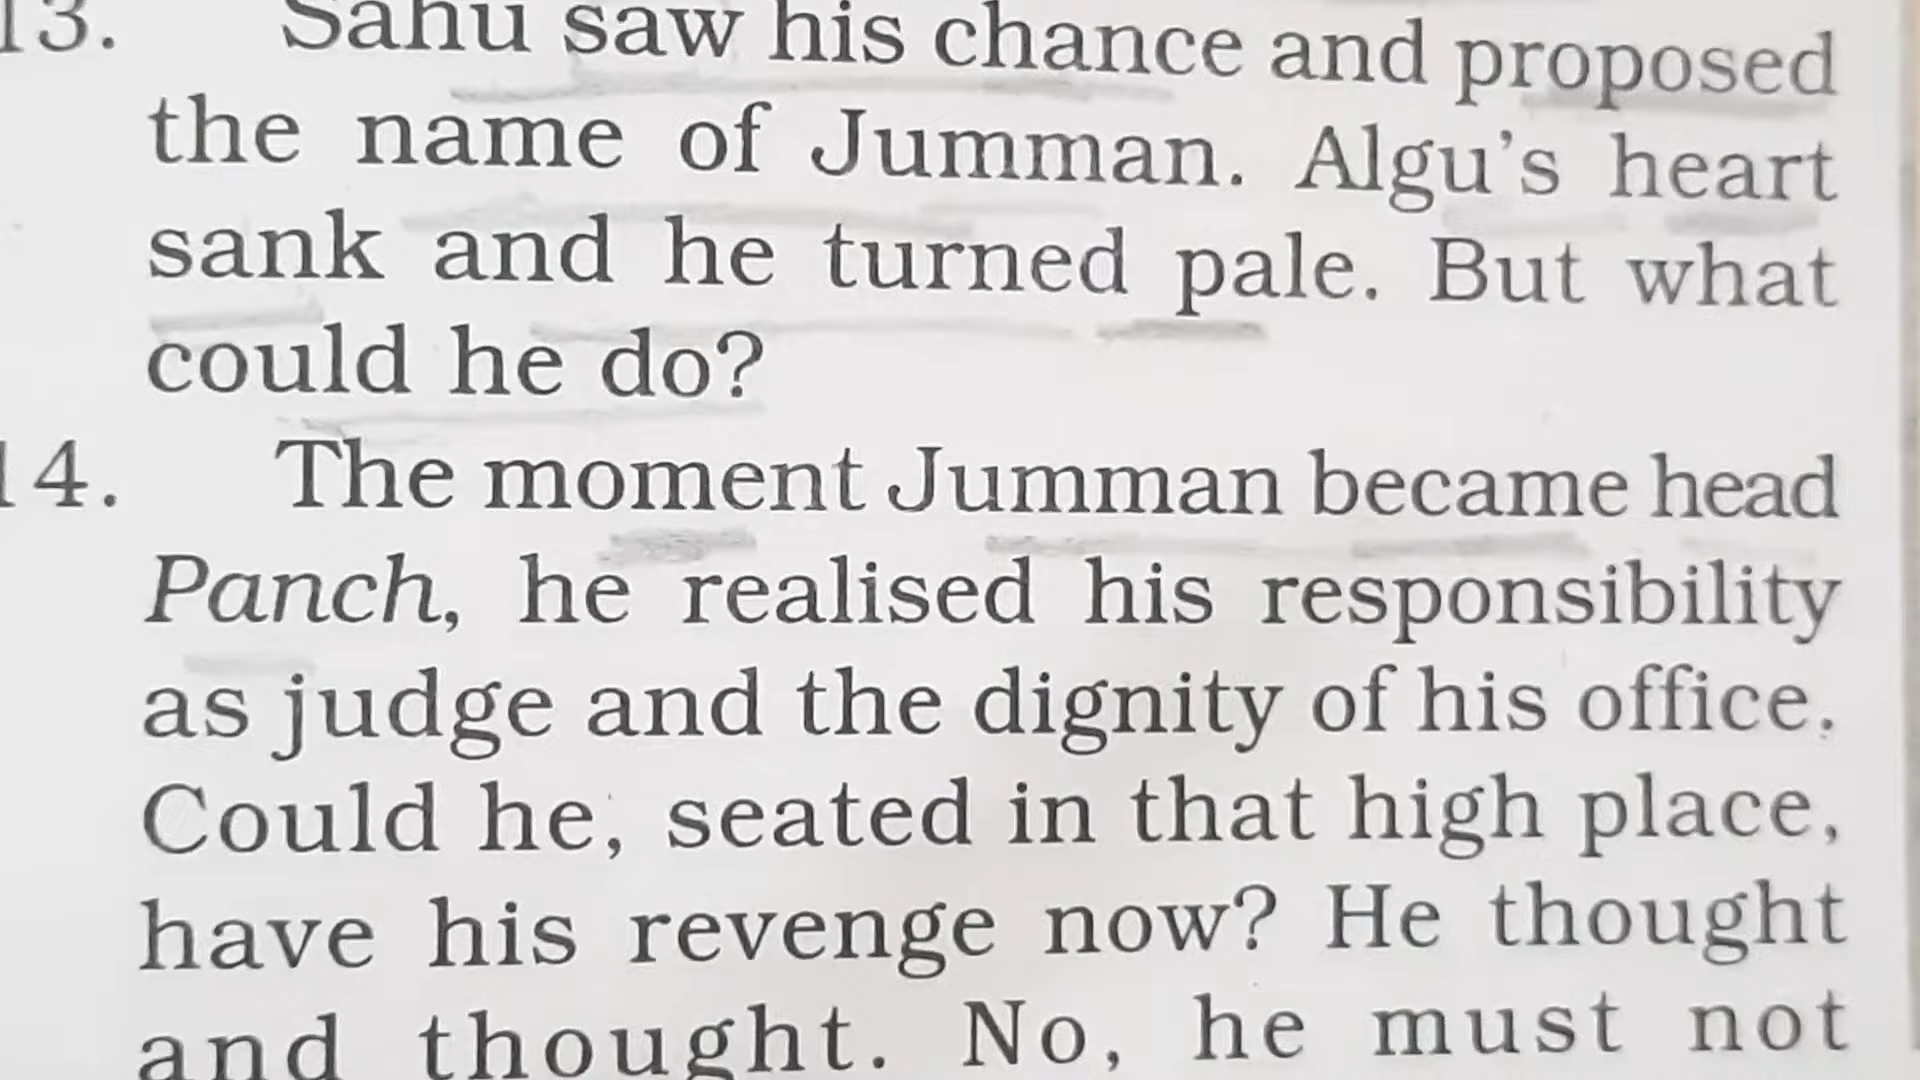 13. Sahu saw his chance and proposed
the name of Jumman. Algu's heart
sank and he turned pale. But what
could he do?
14. The moment Jumman became head
Panch, he realised his responsibility
as judge and the dignity of his office.
Could he, seated in that high place,
have his revenge now? He thought
and thought. No, he must not